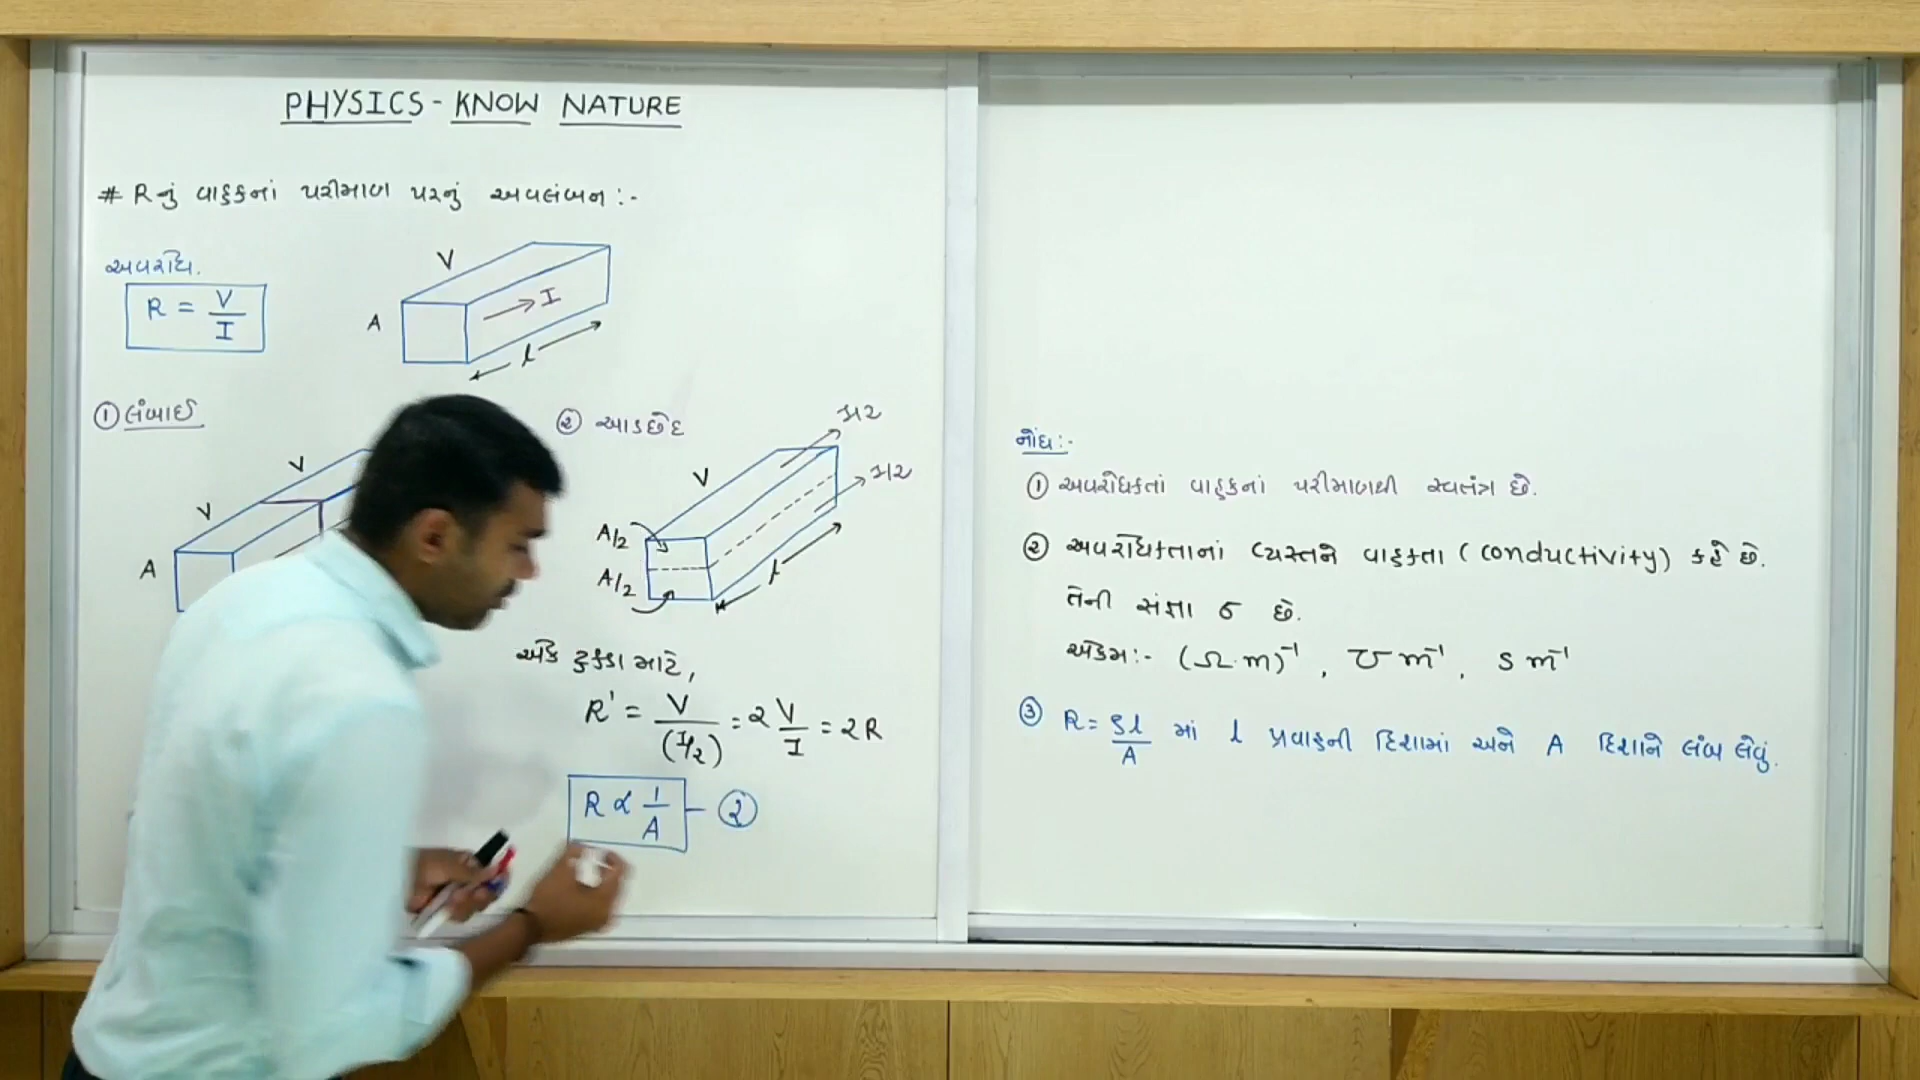 PHYSICS - KNOW NATURE
# R નું વાહકનાં પરીમાણ પરનું અવલંબન :-
અવરોધ.
R = V/I
V
I
A
l
① લંબાઈ
V
V
A
② આડછેદ
I/2
I/2
V
A/2
A/2
l
એક ટુકડા માટે,
R' = V/(I/2) = 2 V/I = 2R
R ∝ 1/A - ②
નોંધ :-
① અવરોધકતાં વાહકનાં પરીમાણથી સ્વતંત્ર છે.
② અવરોધકતાનાં વ્યસ્તને વાહકતા (conductivity) કહે છે.
તેની સંજ્ઞા σ છે.
એકમ :- (Ω·m)⁻¹ , ℧ m⁻¹ , S m⁻¹
③ R = ρl/A માં l પ્રવાહની દિશામાં અને A દિશાને લંબ લેવું.